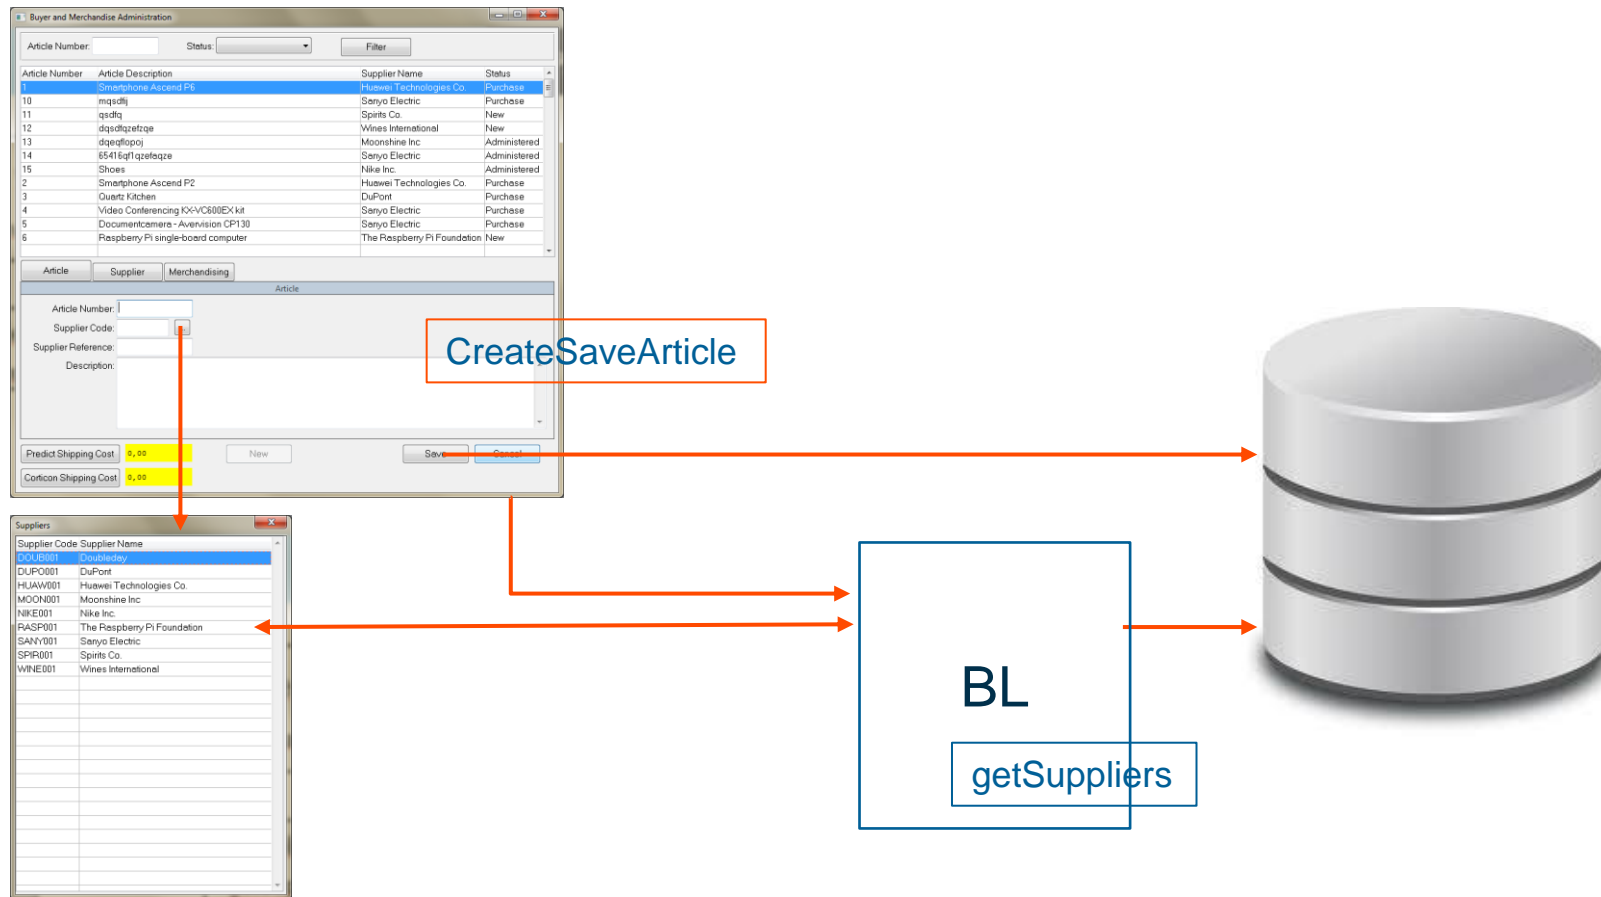 Buyer and Merchandise Administration
Article Number: Status: Filter
Article Number Article Description Supplier Name Status
1 Smartphone Ascend P6 Huawei Technologies Co. Purchase
10 mqsdfij Sanyo Electric Purchase
11 qsdfq Spirits Co. New
12 dqsdfqzefzqe Wines International New
13 dqeqflopoj Moonshine Inc Administered
14 65416qf1qzefaqze Sanyo Electric Administered
15 Shoes Nike Inc. Administered
2 Smartphone Ascend P2 Huawei Technologies Co. Purchase
3 Quartz Kitchen DuPont Purchase
4 Video Conferencing KX-VC600EX kit Sanyo Electric Purchase
5 Documentcamera - Avervision CP130 Sanyo Electric Purchase
6 Raspberry Pi single-board computer The Raspberry Pi Foundation New
Article Supplier Merchandising
Article
Article Number:
Supplier Code:
Supplier Reference:
Description:
CreateSaveArticle
Predict Shipping Cost 0,00 New Save Cancel
Corticon Shipping Cost 0,00
Suppliers
Supplier Code Supplier Name
DOUB001 Doubleday
DUPO001 DuPont
HUAW001 Huawei Technologies Co.
MOON001 Moonshine Inc
NIKE001 Nike Inc.
RASP001 The Raspberry Pi Foundation
SANY001 Sanyo Electric
SPIR001 Spirits Co.
WINE001 Wines International
BL
getSuppliers